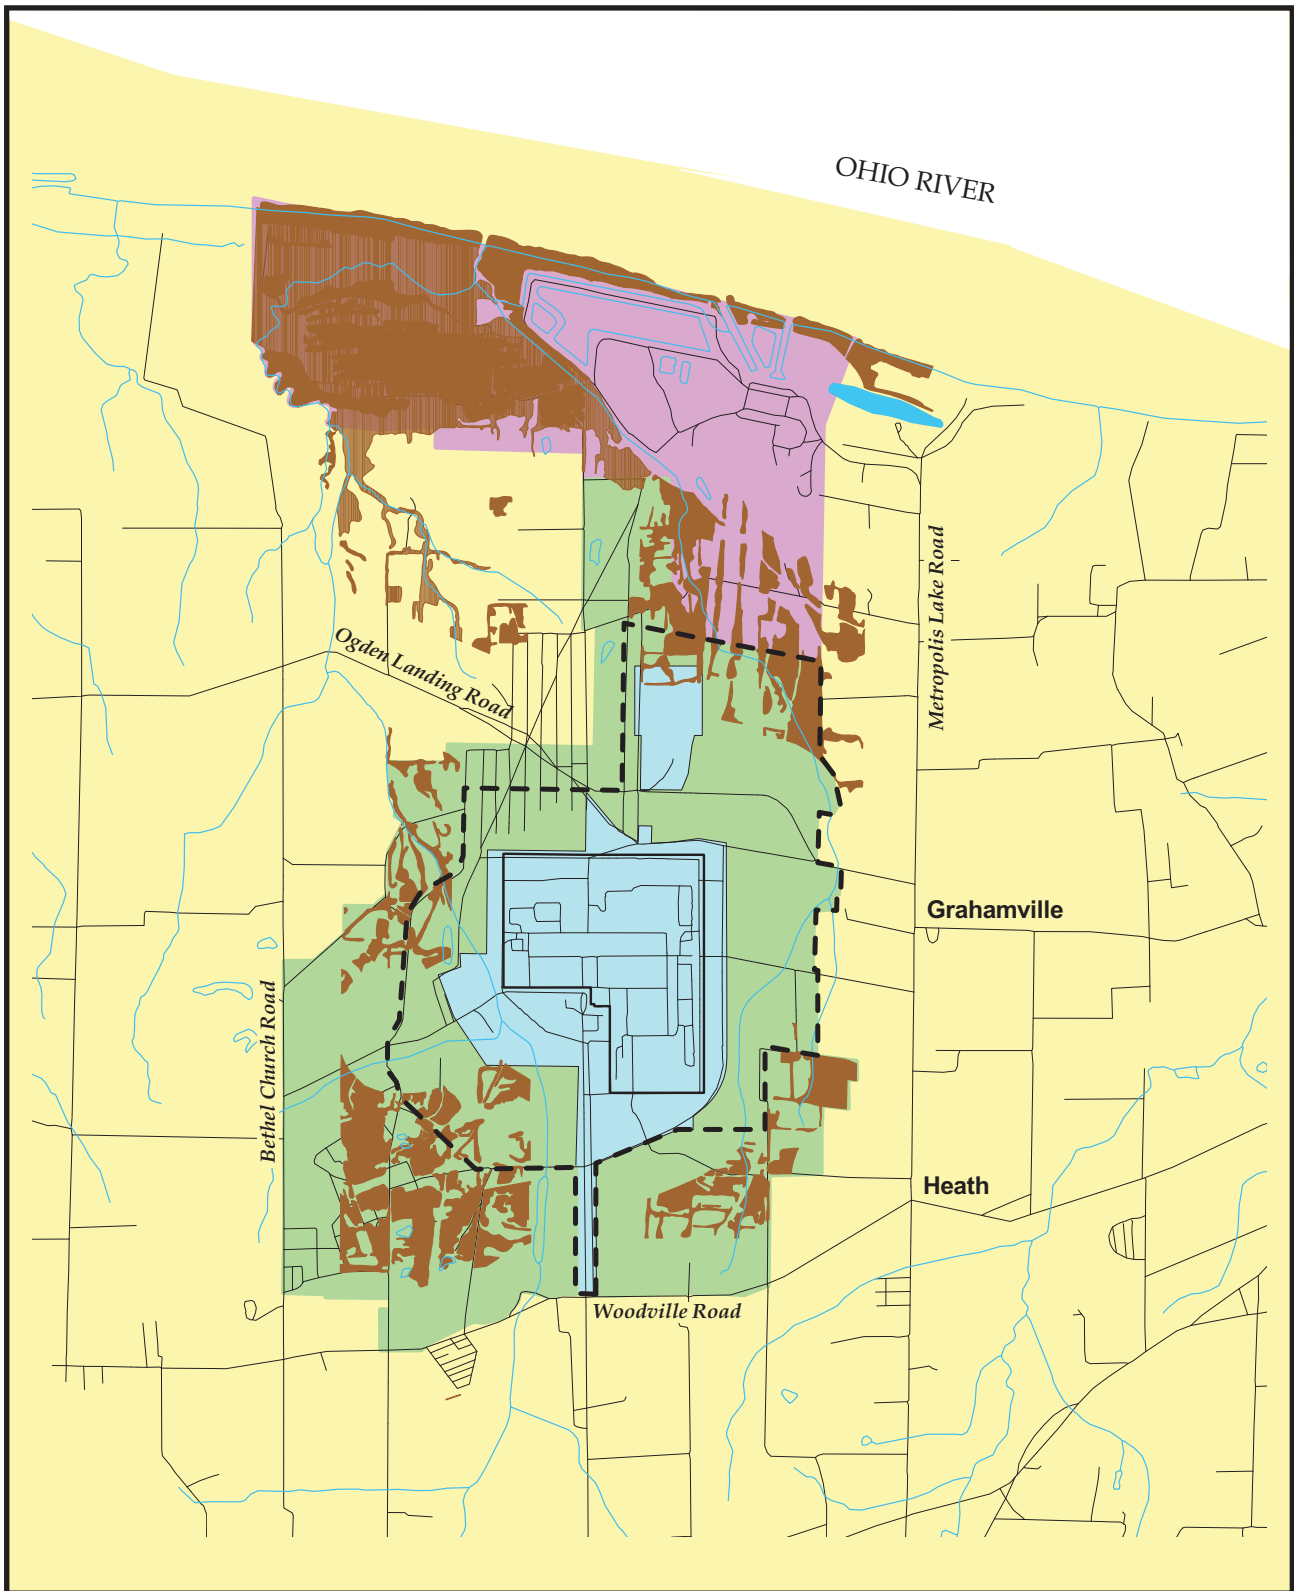 OHIO RIVER
Metropolis Lake Road
Ogden Landing Road
Grahamville
Bethel Church Road
Heath
Woodville Road